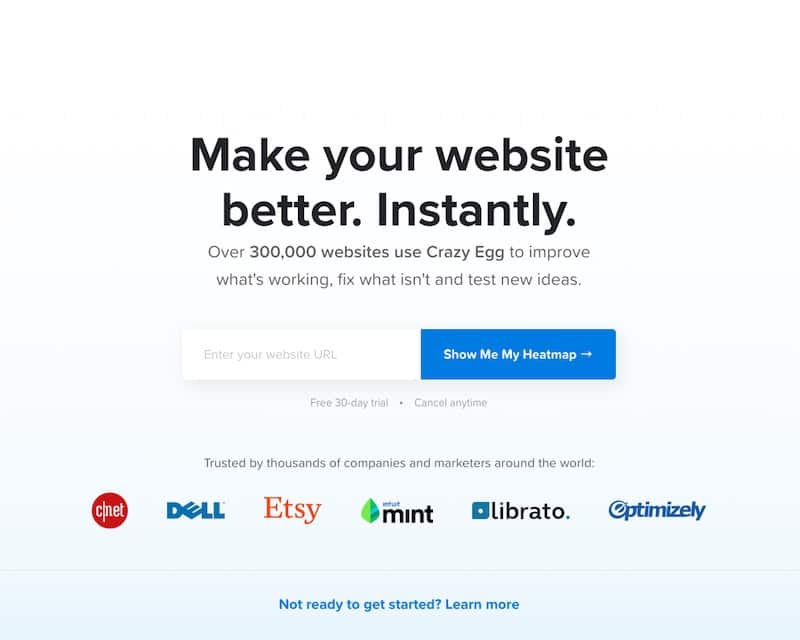 Make your website
better. Instantly.
Over 300,000 websites use Crazy Egg to improve
what's working, fix what isn't and test new ideas.
Enter your website URL
Show Me My Heatmap →
Free 30-day trial • Cancel anytime
Trusted by thousands of companies and marketers around the world:
c|net DELL Etsy intuit mint librato. Optimizely
Not ready to get started? Learn more